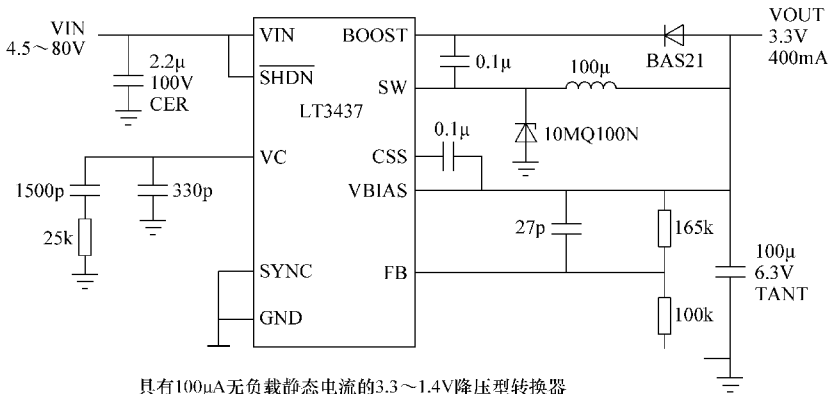 VIN
4.5～80V
2.2μ
100V
CER
VIN
SHDN
LT3437
BOOST
SW
0.1μ
100μ
BAS21
VOUT
3.3V
400mA
10MQ100N
0.1μ
CSS
VBIAS
VC
1500p
330p
25k
27p
165k
SYNC
FB
GND
100k
100μ
6.3V
TANT
具有100μA无负载静态电流的3.3～1.4V降压型转换器